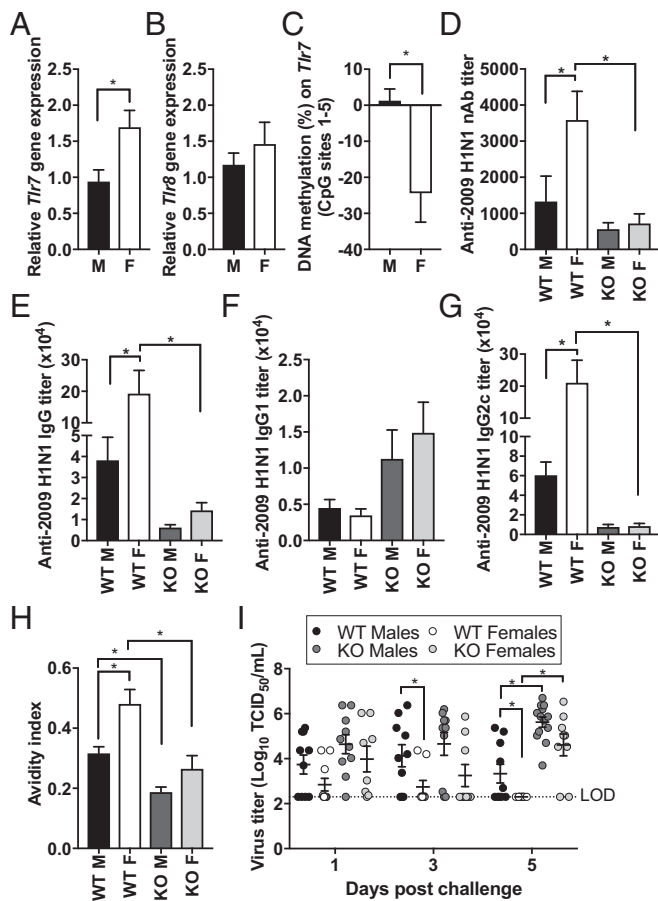 A
Relative Tlr7 gene expression
2.5
2.0
1.5
1.0
0.5
0.0
*
M
F
B
Relative Tlr8 gene expression
2.5
2.0
1.5
1.0
0.5
0.0
M
F
C
DNA methylation (%) on Tlr7
(CpG sites 1-5)
10
0
-10
-20
-30
-40
*
M
F
D
Anti-2009 H1N1 nAb titer
5000
4000
3000
2000
1000
0
*
*
WT M
WT F
KO M
KO F
E
Anti-2009 H1N1 IgG titer (x10⁴)
30
20
10
5
4
3
2
1
0
*
*
WT M
WT F
KO M
KO F
F
Anti-2009 H1N1 IgG1 titer (x10⁴)
2.5
2.0
1.5
1.0
0.5
0.0
WT M
WT F
KO M
KO F
G
Anti-2009 H1N1 IgG2c titer (x10⁴)
30
20
10
8
6
4
2
0
*
*
WT M
WT F
KO M
KO F
H
Avidity index
0.6
0.4
0.2
0.0
*
*
*
WT M
WT F
KO M
KO F
I
WT Males
WT Females
KO Males
KO Females
Virus titer (Log₁₀ TCID₅₀/mL)
8
6
4
2
0
*
*
*
*
LOD
1
3
5
Days post challenge